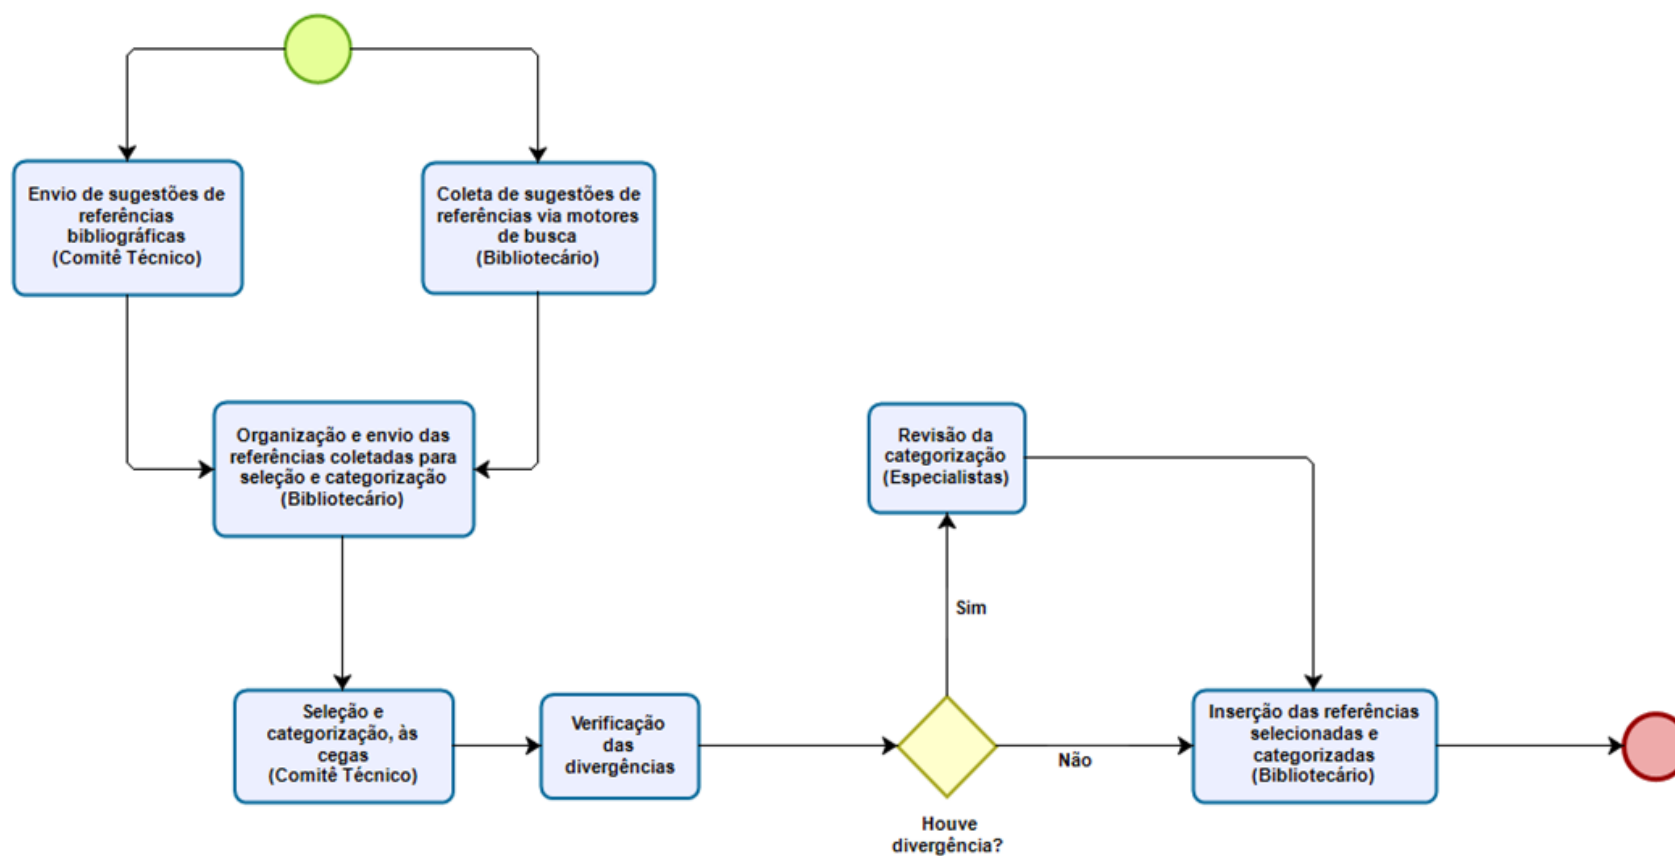 Envio de sugestões de
referências
bibliográficas
(Comitê Técnico)
Coleta de sugestões de
referências via motores
de busca
(Bibliotecário)
Organização e envio das
referências coletadas para
seleção e categorização
(Bibliotecário)
Revisão da
categorização
(Especialistas)
Sim
Seleção e
categorização, às
cegas
(Comitê Técnico)
Verificação
das
divergências
Houve
divergência?
Não
Inserção das referências
selecionadas e
categorizadas
(Bibliotecário)